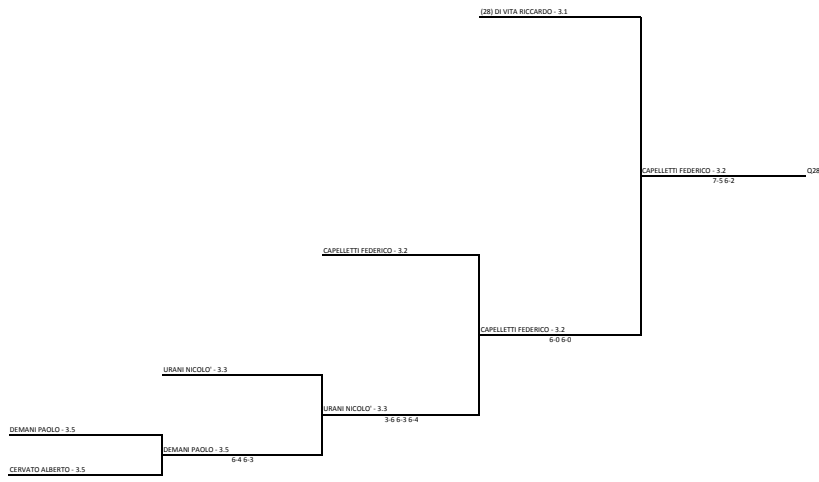 (28) DI VITA RICCARDO - 3.1
CAPELLETTI FEDERICO - 3.2
Q28
7-5 6-2
CAPELLETTI FEDERICO - 3.2
CAPELLETTI FEDERICO - 3.2
6-0 6-0
URANI NICOLO' - 3.3
URANI NICOLO' - 3.3
3-6 6-3 6-4
DEMANI PAOLO - 3.5
DEMANI PAOLO - 3.5
6-4 6-3
CERVATO ALBERTO - 3.5